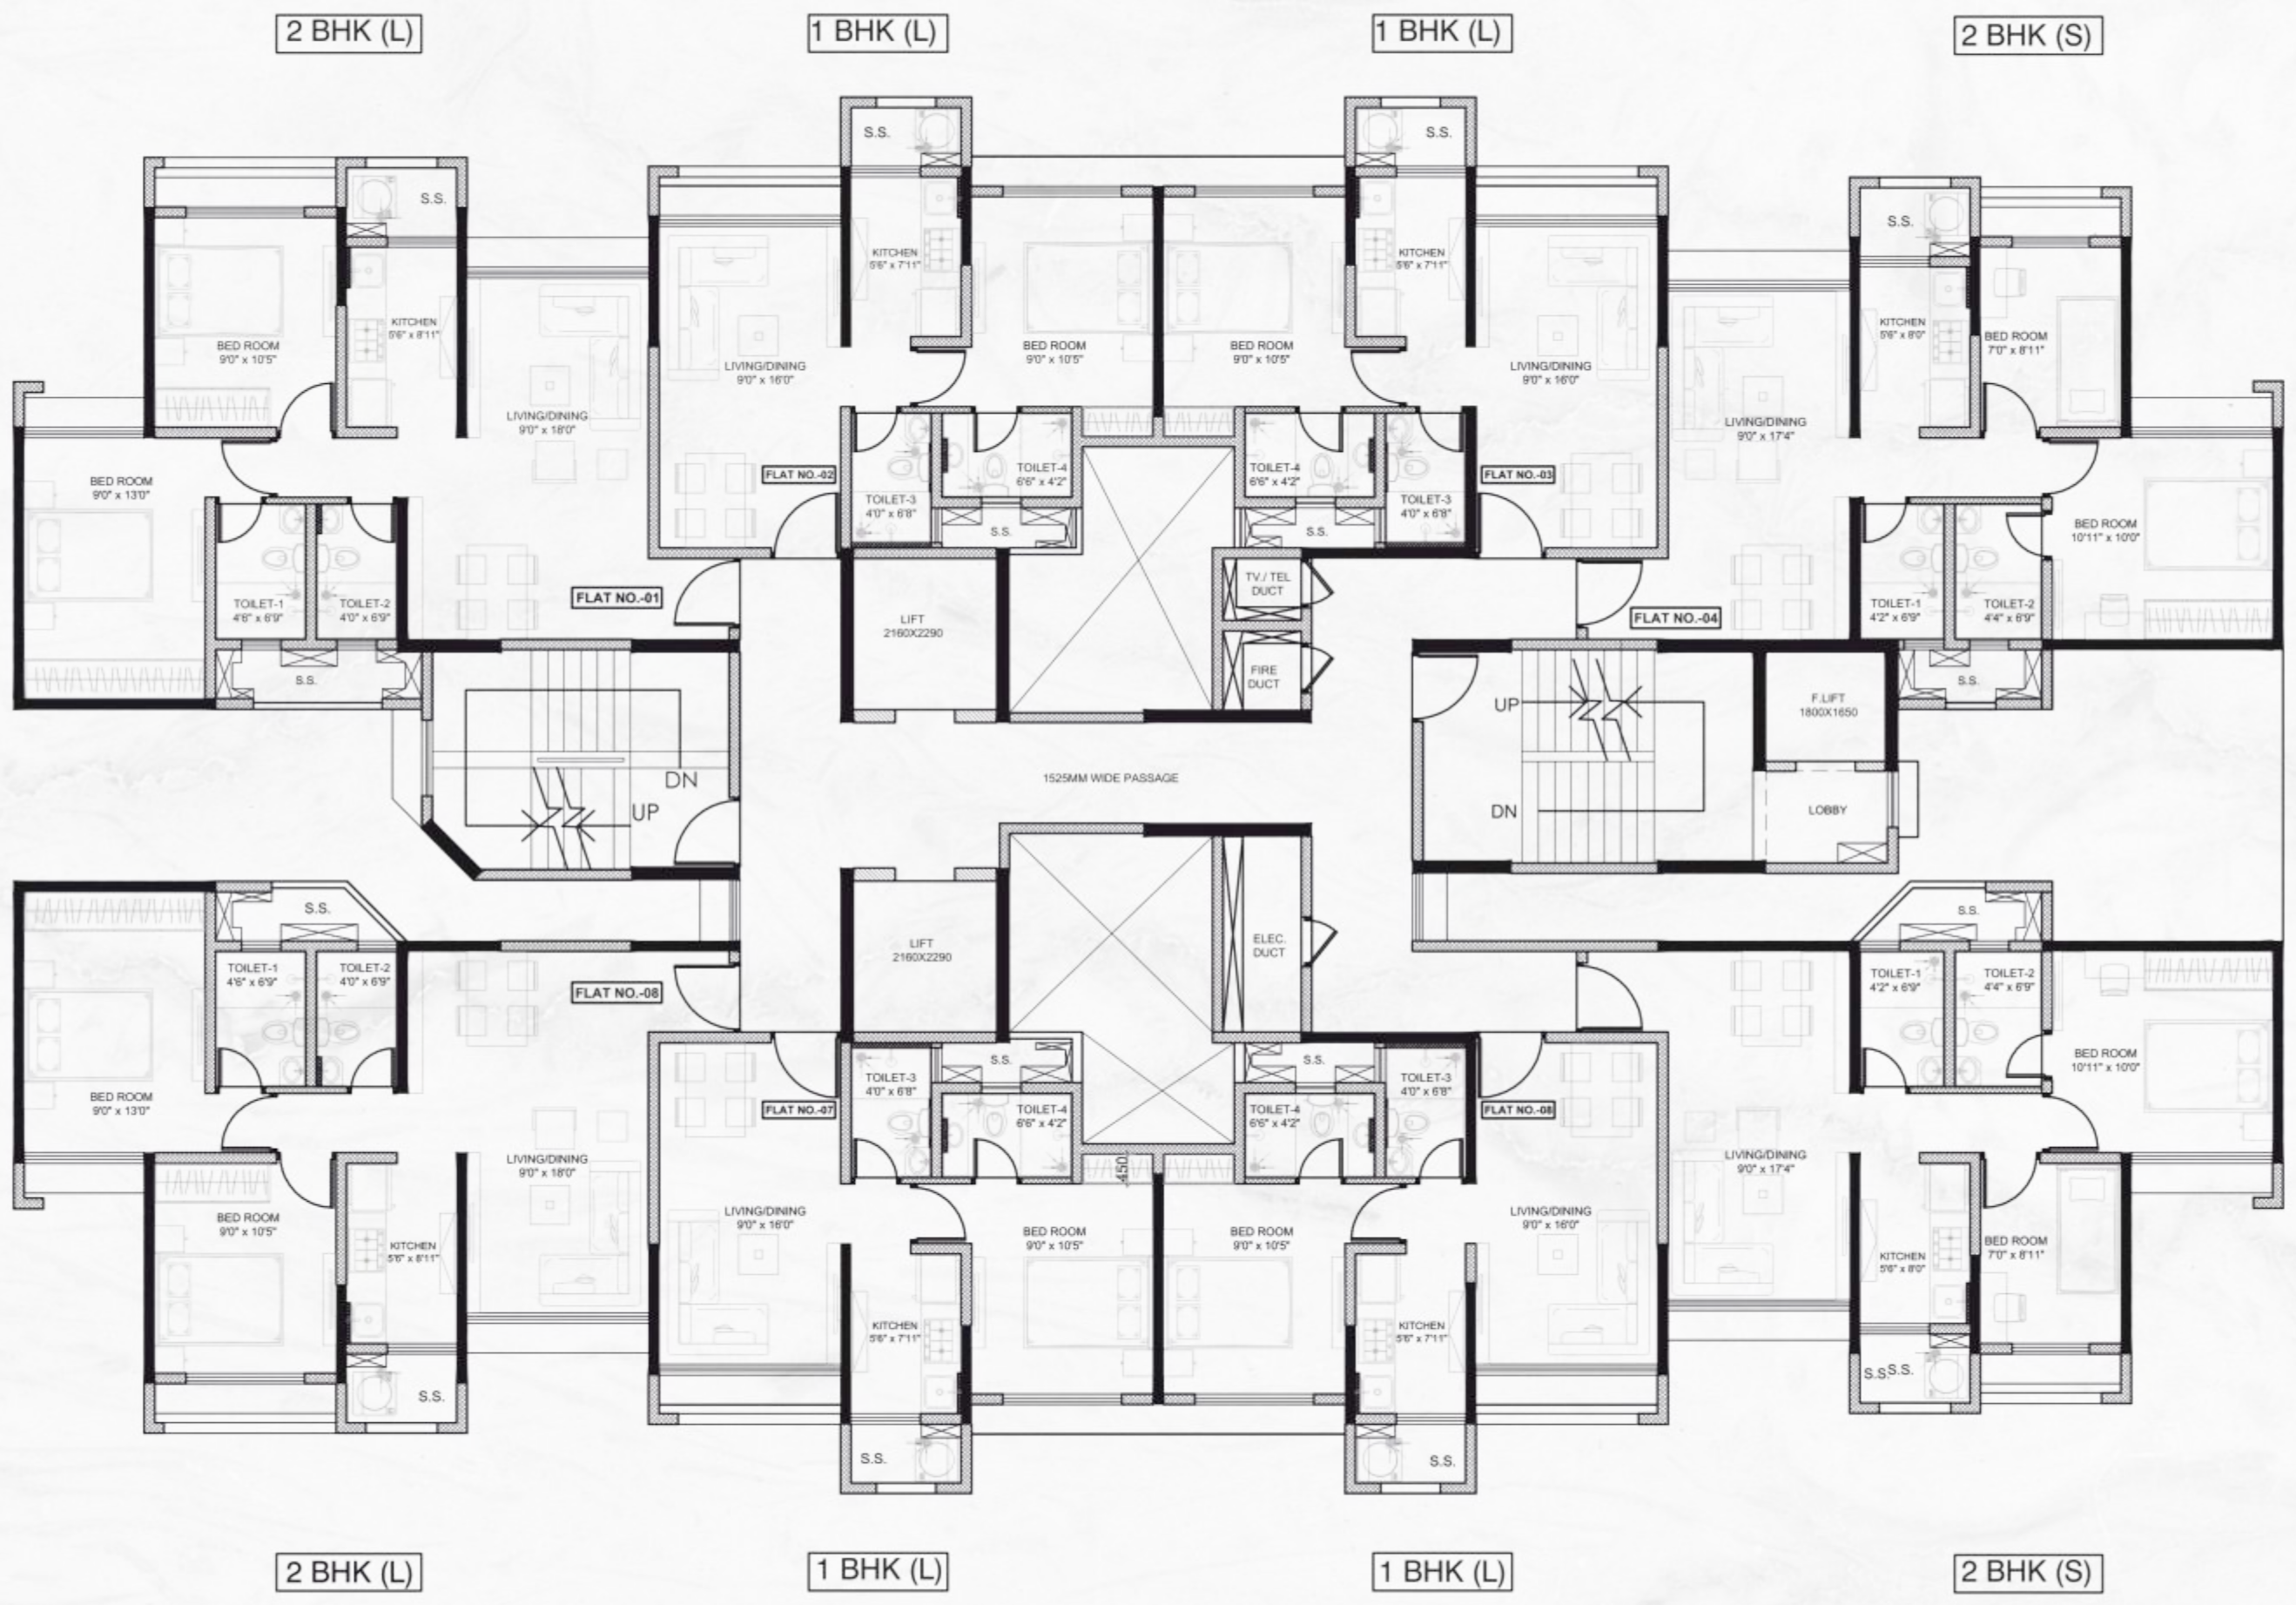 2 BHK (L)
1 BHK (L)
1 BHK (L)
2 BHK (S)
S.S.
S.S.
S.S.
S.S.
KITCHEN
5'6" x 8'11"
BED ROOM
9'0" x 10'5"
LIVING/DINING
9'0" x 18'0"
BED ROOM
9'0" x 13'0"
TOILET-1
4'6" x 6'9"
TOILET-2
4'0" x 6'9"
S.S.
FLAT NO.-01
KITCHEN
5'6" x 7'11"
LIVING/DINING
9'0" x 16'0"
BED ROOM
9'0" x 10'5"
FLAT NO.-02
TOILET-3
4'0" x 6'8"
TOILET-4
6'6" x 4'2"
S.S.
BED ROOM
9'0" x 10'5"
KITCHEN
5'6" x 7'11"
LIVING/DINING
9'0" x 16'0"
TOILET-4
6'6" x 4'2"
TOILET-3
4'0" x 6'8"
S.S.
FLAT NO.-03
LIVING/DINING
9'0" x 17'4"
KITCHEN
5'6" x 8'0"
BED ROOM
7'0" x 8'11"
BED ROOM
10'11" x 10'0"
TOILET-1
4'2" x 6'9"
TOILET-2
4'4" x 6'9"
S.S.
FLAT NO.-04
LIFT
2160X2290
TV./ TEL
DUCT
FIRE
DUCT
DN
UP
1525MM WIDE PASSAGE
UP
DN
F.LIFT
1800X1650
LOBBY
LIFT
2160X2290
ELEC.
DUCT
S.S.
TOILET-1
4'6" x 6'9"
TOILET-2
4'0" x 6'9"
FLAT NO.-08
BED ROOM
9'0" x 13'0"
LIVING/DINING
9'0" x 18'0"
BED ROOM
9'0" x 10'5"
KITCHEN
5'6" x 8'11"
S.S.
S.S.
TOILET-3
4'0" x 6'8"
TOILET-4
6'6" x 4'2"
FLAT NO.-07
450
LIVING/DINING
9'0" x 16'0"
BED ROOM
9'0" x 10'5"
KITCHEN
5'6" x 7'11"
S.S.
S.S.
TOILET-4
6'6" x 4'2"
TOILET-3
4'0" x 6'8"
FLAT NO.-08
BED ROOM
9'0" x 10'5"
LIVING/DINING
9'0" x 16'0"
KITCHEN
5'6" x 7'11"
S.S.
S.S.
TOILET-1
4'2" x 6'9"
TOILET-2
4'4" x 6'9"
BED ROOM
10'11" x 10'0"
LIVING/DINING
9'0" x 17'4"
BED ROOM
7'0" x 8'11"
KITCHEN
5'6" x 8'0"
S.S.
S.S.
2 BHK (L)
1 BHK (L)
1 BHK (L)
2 BHK (S)